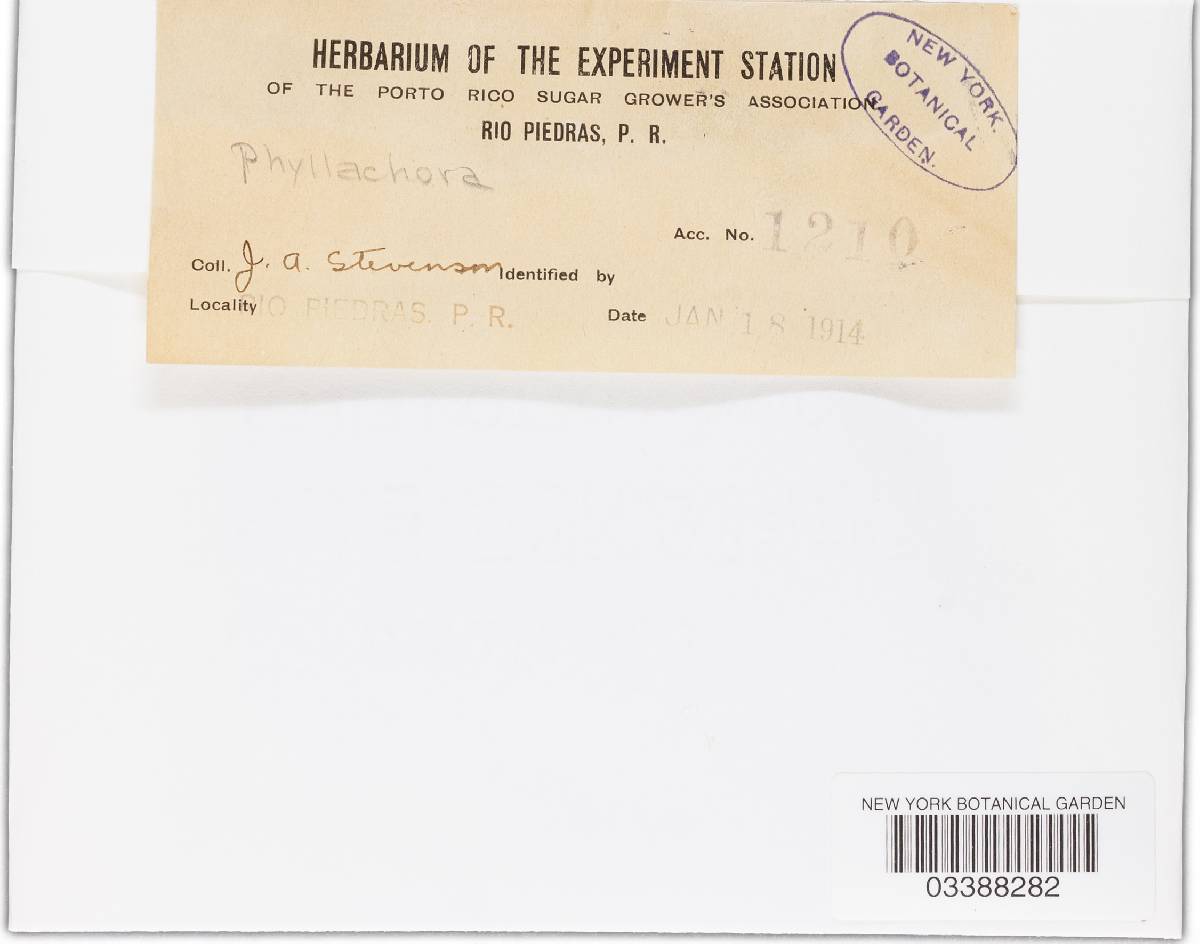 HERBARIUM OF THE EXPERIMENT STATION
OF THE PORTO RICO SUGAR GROWER'S ASSOCIATION
RIO PIEDRAS, P. R.
NEW YORK
BOTANICAL
GARDEN.
Phyllachora
Acc. No. 1210
Coll. J. A. Stevenson Identified by
Locality RIO PIEDRAS. P. R. Date JAN 18 1914
NEW YORK BOTANICAL GARDEN
03388282